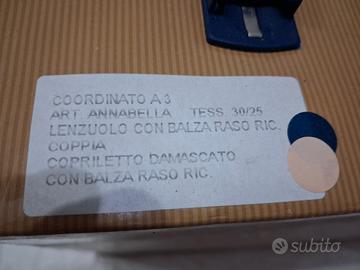 COORDINATO A 3
ART. ANNABELLA TESS. 30/25
LENZUOLO CON BALZA RASO RIC.
COPPIA
COPRILETTO DAMASCATO
CON BALZA RASO RIC.
subito